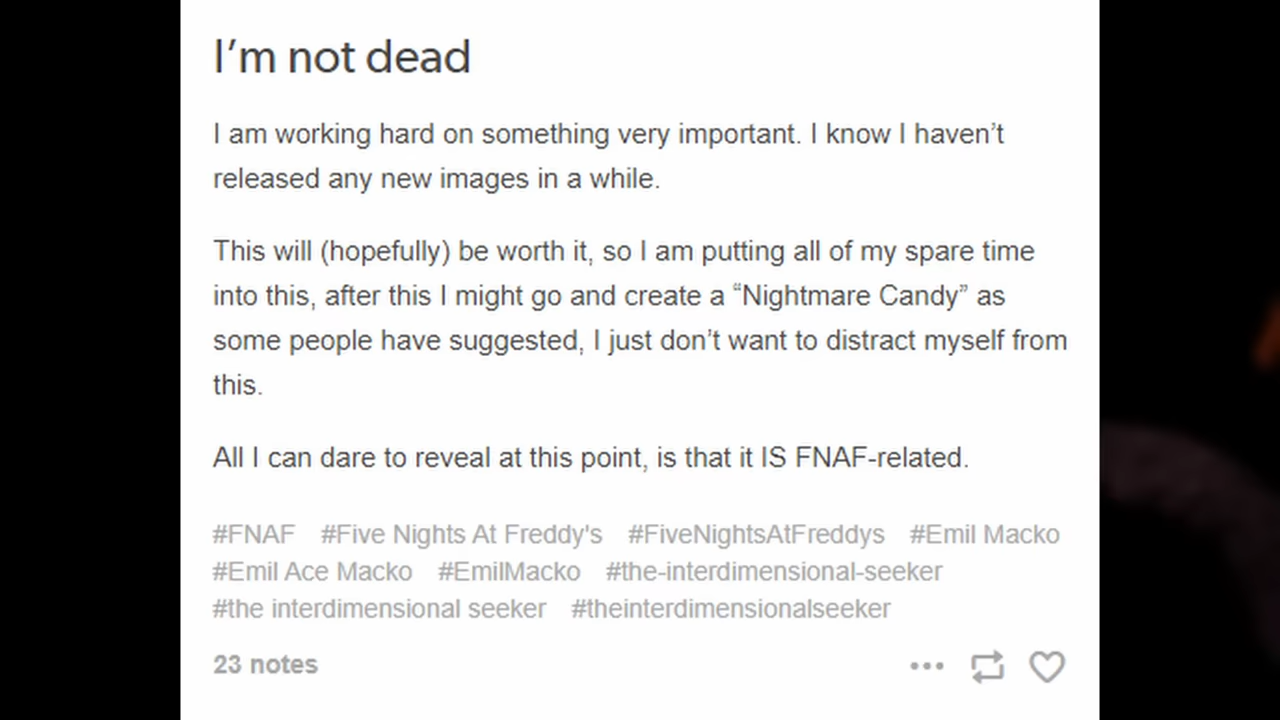 I’m not dead
I am working hard on something very important. I know I haven’t
released any new images in a while.
This will (hopefully) be worth it, so I am putting all of my spare time
into this, after this I might go and create a “Nightmare Candy” as
some people have suggested, I just don’t want to distract myself from
this.
All I can dare to reveal at this point, is that it IS FNAF-related.
#FNAF #Five Nights At Freddy's #FiveNightsAtFreddys #Emil Macko
#Emil Ace Macko #EmilMacko #the-interdimensional-seeker
#the interdimensional seeker #theinterdimensionalseeker
23 notes